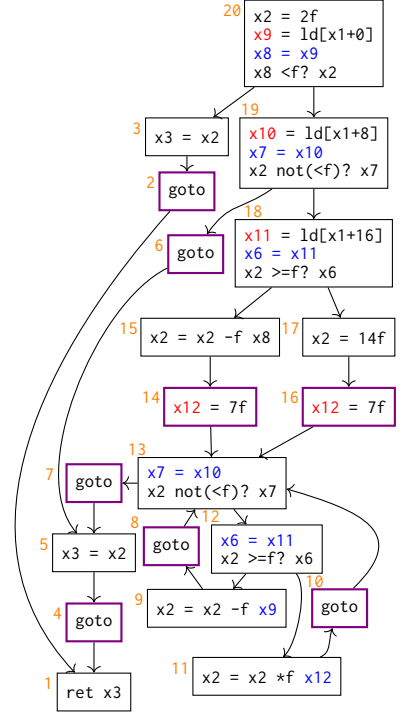 20
x2 = 2f
x9 = ld[x1+0]
x8 = x9
x8 <f? x2
3
x3 = x2
19
x10 = ld[x1+8]
x7 = x10
x2 not(<f)? x7
2
goto
18
x11 = ld[x1+16]
x6 = x11
x2 >=f? x6
6
goto
15
x2 = x2 -f x8
17
x2 = 14f
14
x12 = 7f
16
x12 = 7f
13
x7 = x10
x2 not(<f)? x7
7
goto
8
goto
12
x6 = x11
x2 >=f? x6
5
x3 = x2
9
x2 = x2 -f x9
10
goto
4
goto
11
x2 = x2 *f x12
1
ret x3